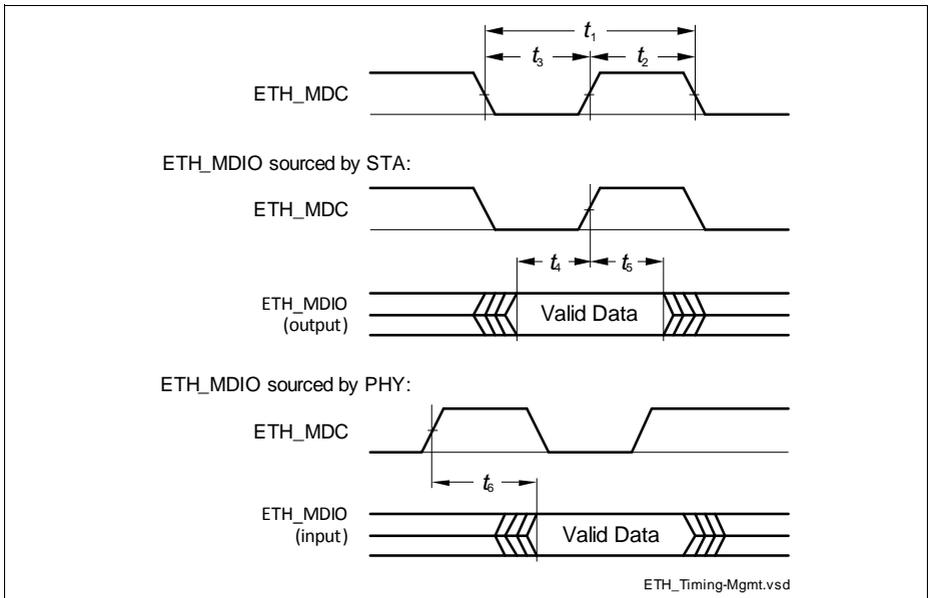 t₁
t₃ t₂
ETH_MDC
ETH_MDIO sourced by STA:
ETH_MDC
t₄ t₅
ETH_MDIO
(output)
Valid Data
ETH_MDIO sourced by PHY:
ETH_MDC
t₆
ETH_MDIO
(input)
Valid Data
ETH_Timing-Mgmt.vsd